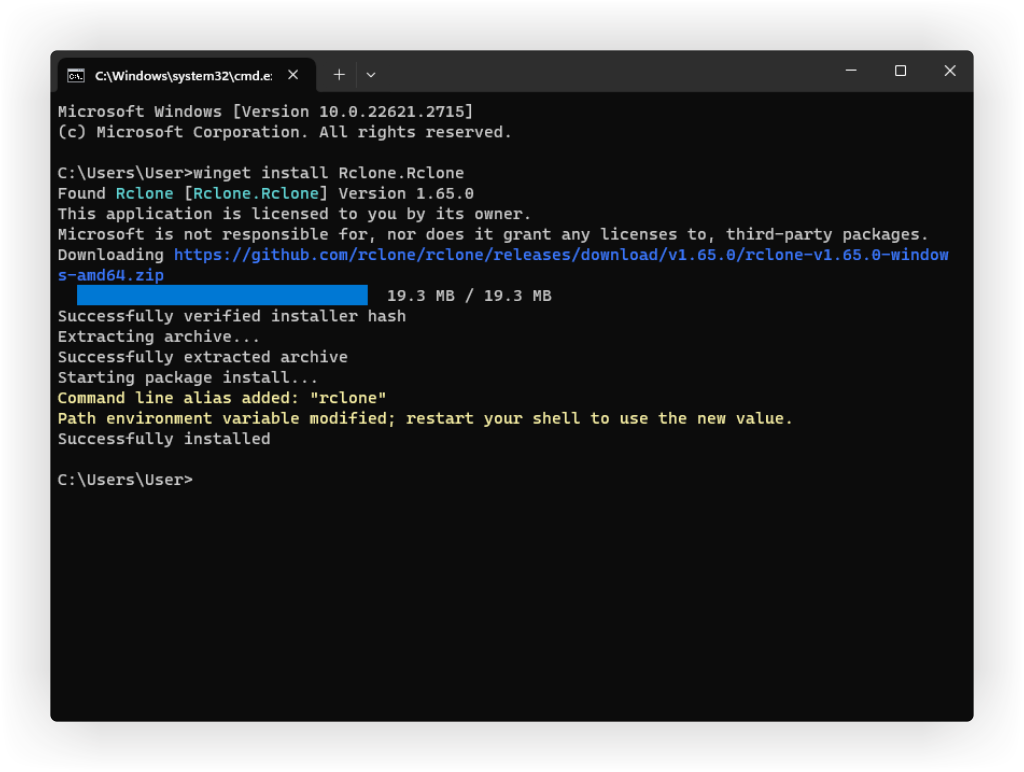 C:\Windows\system32\cmd.e
Microsoft Windows [Version 10.0.22621.2715]
(c) Microsoft Corporation. All rights reserved.
C:\Users\User>winget install Rclone.Rclone
Found Rclone [Rclone.Rclone] Version 1.65.0
This application is licensed to you by its owner.
Microsoft is not responsible for, nor does it grant any licenses to, third-party packages.
Downloading https://github.com/rclone/rclone/releases/download/v1.65.0/rclone-v1.65.0-window
s-amd64.zip
19.3 MB / 19.3 MB
Successfully verified installer hash
Extracting archive...
Successfully extracted archive
Starting package install...
Command line alias added: "rclone"
Path environment variable modified; restart your shell to use the new value.
Successfully installed
C:\Users\User>